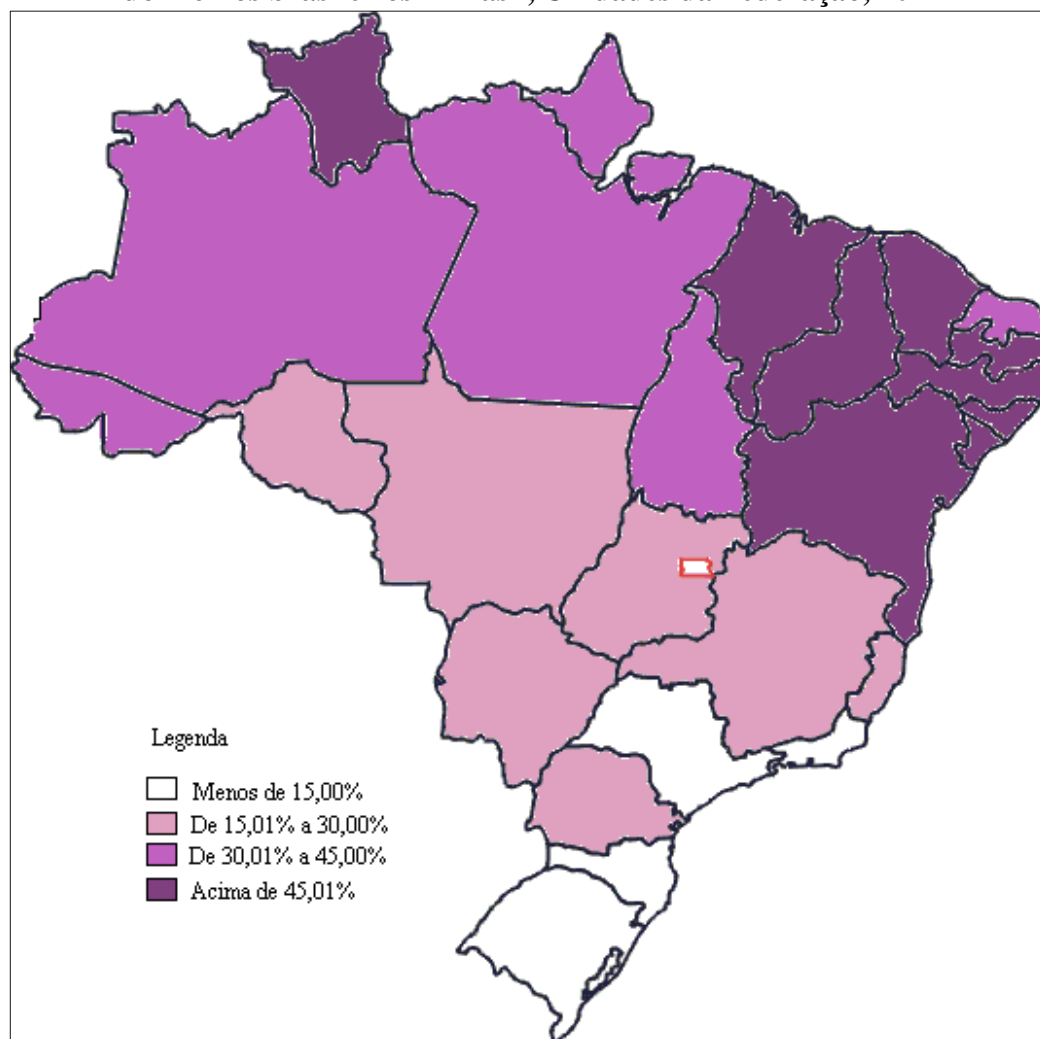 Legenda
Menos de 15,00%
De 15,01% a 30,00%
De 30,01% a 45,00%
Acima de 45,01%